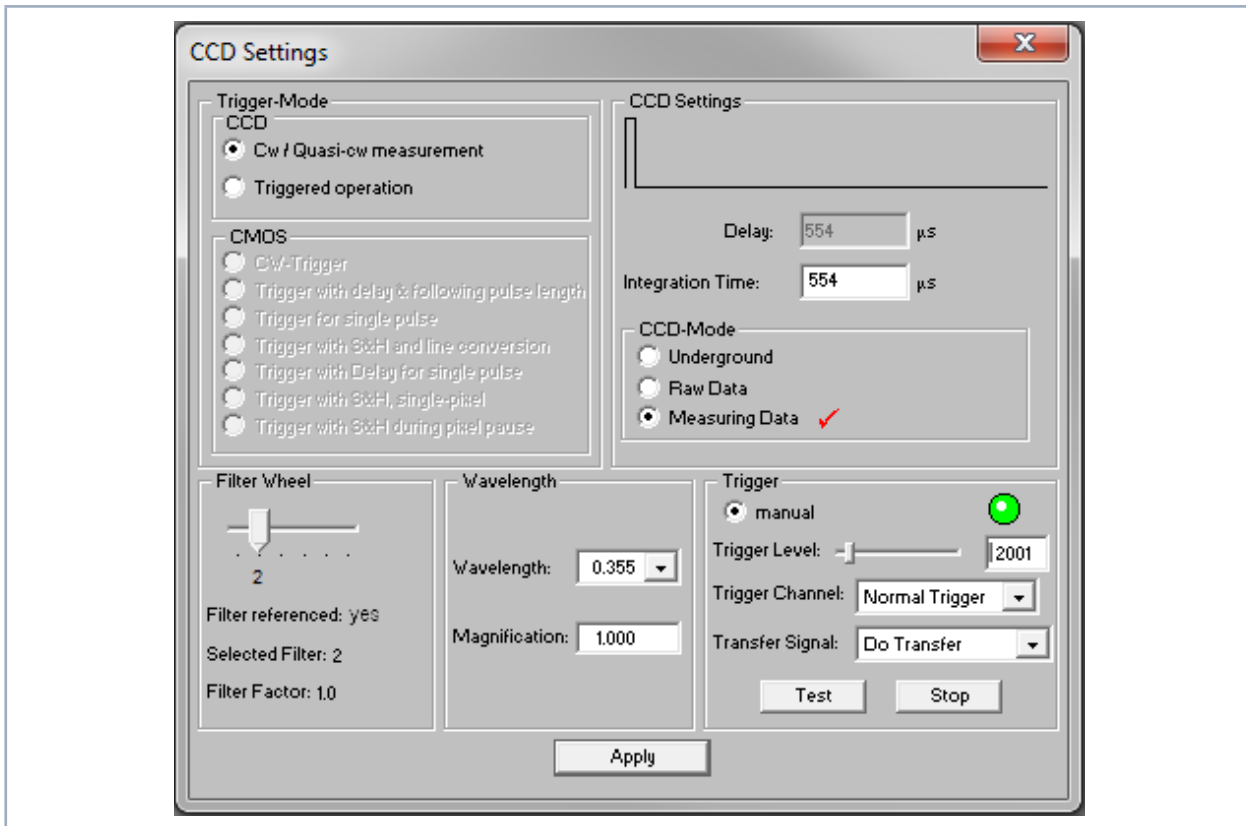 CCD Settings
X
Trigger-Mode
CCD
Cw / Quasi-cw measurement
Triggered operation
CMOS
CW-Trigger
Trigger with delay & following pulse length
Trigger for single pulse
Trigger with S&H and line conversion
Trigger with Delay for single pulse
Trigger with S&H, single-pixel
Trigger with S&H during pixel pause
CCD Settings
Delay: 554 µs
Integration Time: 554 µs
CCD-Mode
Underground
Raw Data
Measuring Data
Filter Wheel
2
Filter referenced: yes
Selected Filter: 2
Filter Factor: 1.0
Wavelength
Wavelength: 0.355
Magnification: 1.000
Trigger
manual
Trigger Level: 2001
Trigger Channel: Normal Trigger
Transfer Signal: Do Transfer
Test Stop
Apply